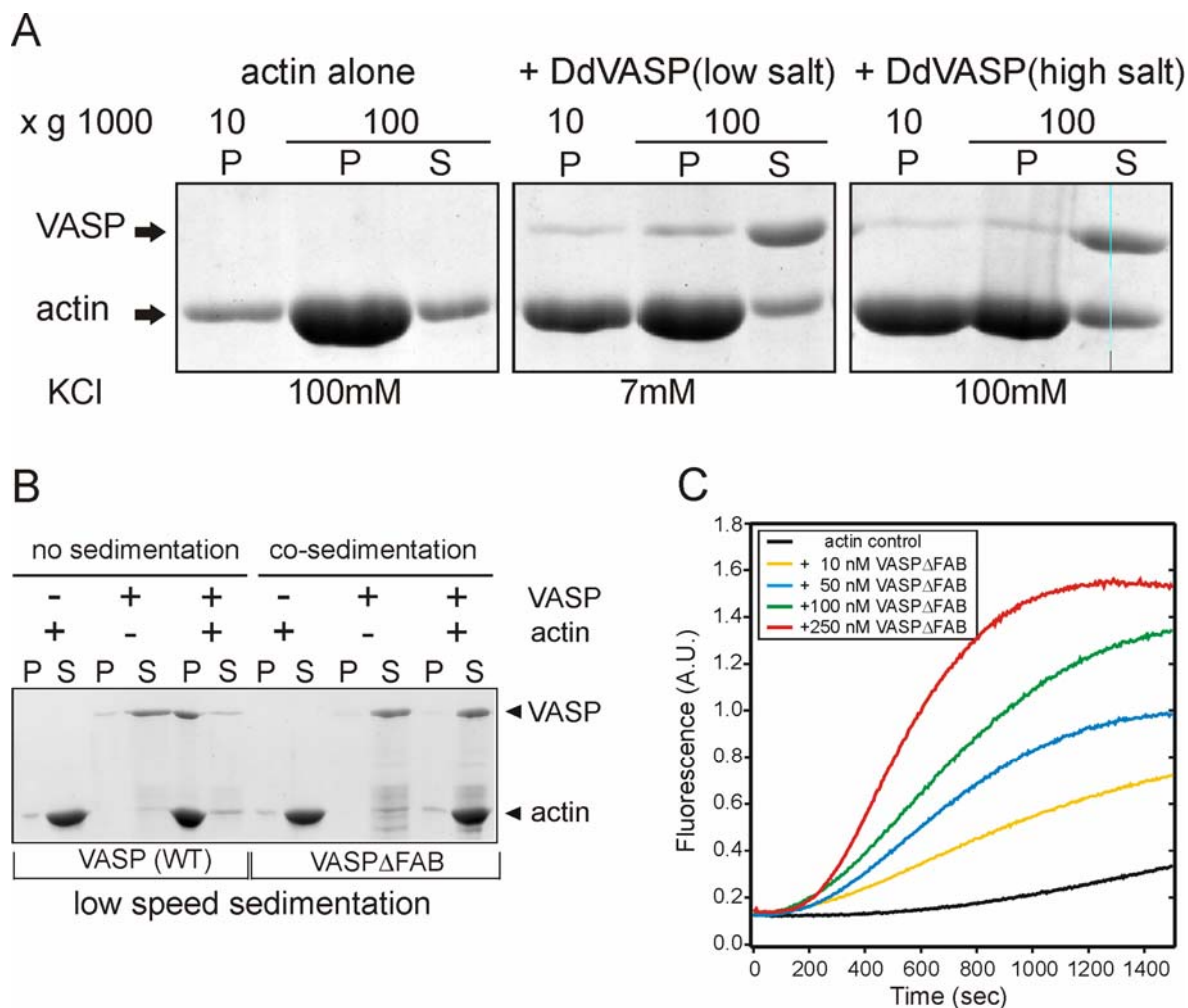 A
actin alone + DdVASP(low salt) + DdVASP(high salt)
x g 1000 10 100 10 100 10 100
P P S P P S P P S
VASP
actin
KCl 100mM 7mM 100mM
B
no sedimentation co-sedimentation
- + + - + + VASP
+ - + + - + actin
P S P S P S P S P S P S
VASP
actin
VASP (WT) VASPΔFAB
low speed sedimentation
C
1.8
1.6
1.4
1.2
1.0
0.8
0.6
0.4
0.2
0.0
Fluorescence (A.U.)
actin control
+ 10 nM VASPΔFAB
+ 50 nM VASPΔFAB
+100 nM VASPΔFAB
+250 nM VASPΔFAB
0 200 400 600 800 1000 1200 1400
Time (sec)